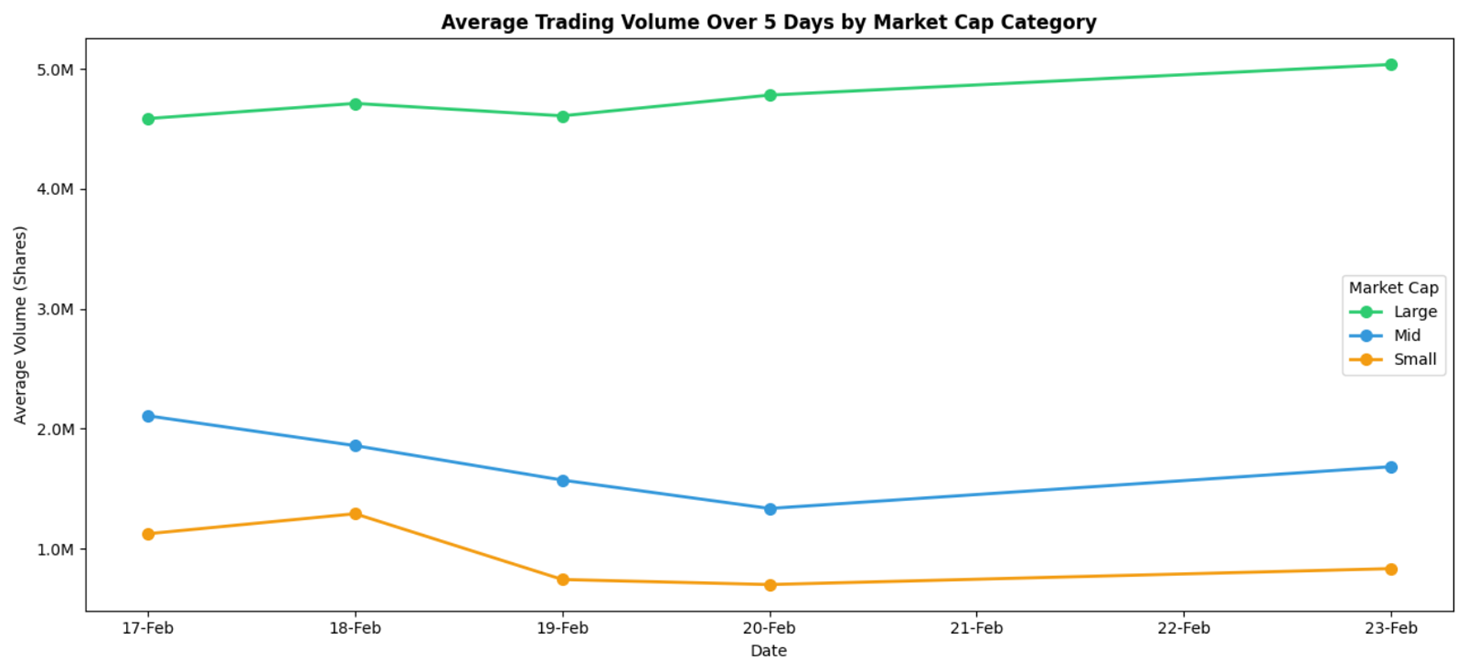 Average Trading Volume Over 5 Days by Market Cap Category
Average Volume (Shares)
5.0M
4.0M
3.0M
2.0M
1.0M
Market Cap
Large
Mid
Small
17-Feb 18-Feb 19-Feb 20-Feb 21-Feb 22-Feb 23-Feb
Date